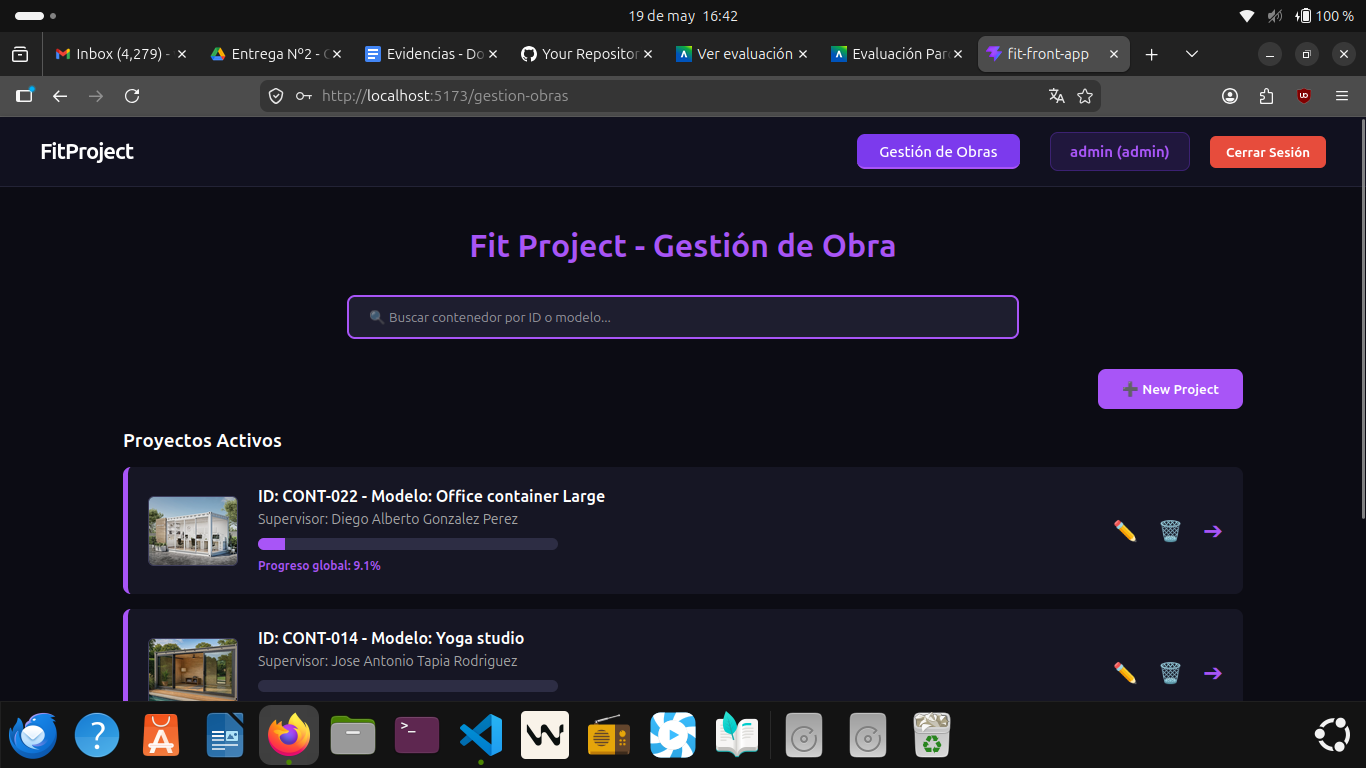 19 de may 16:42
100 %
Inbox (4,279) -
Entrega Nº2 -
Evidencias - Do
Your Repositor
Ver evaluación
Evaluación Par
fit-front-app
http://localhost:5173/gestion-obras
FitProject
Gestión de Obras
admin (admin)
Cerrar Sesión
Fit Project - Gestión de Obra
Buscar contenedor por ID o modelo...
New Project
Proyectos Activos
ID: CONT-022 - Modelo: Office container Large
Supervisor: Diego Alberto Gonzalez Perez
Progreso global: 9.1%
ID: CONT-014 - Modelo: Yoga studio
Supervisor: Jose Antonio Tapia Rodriguez